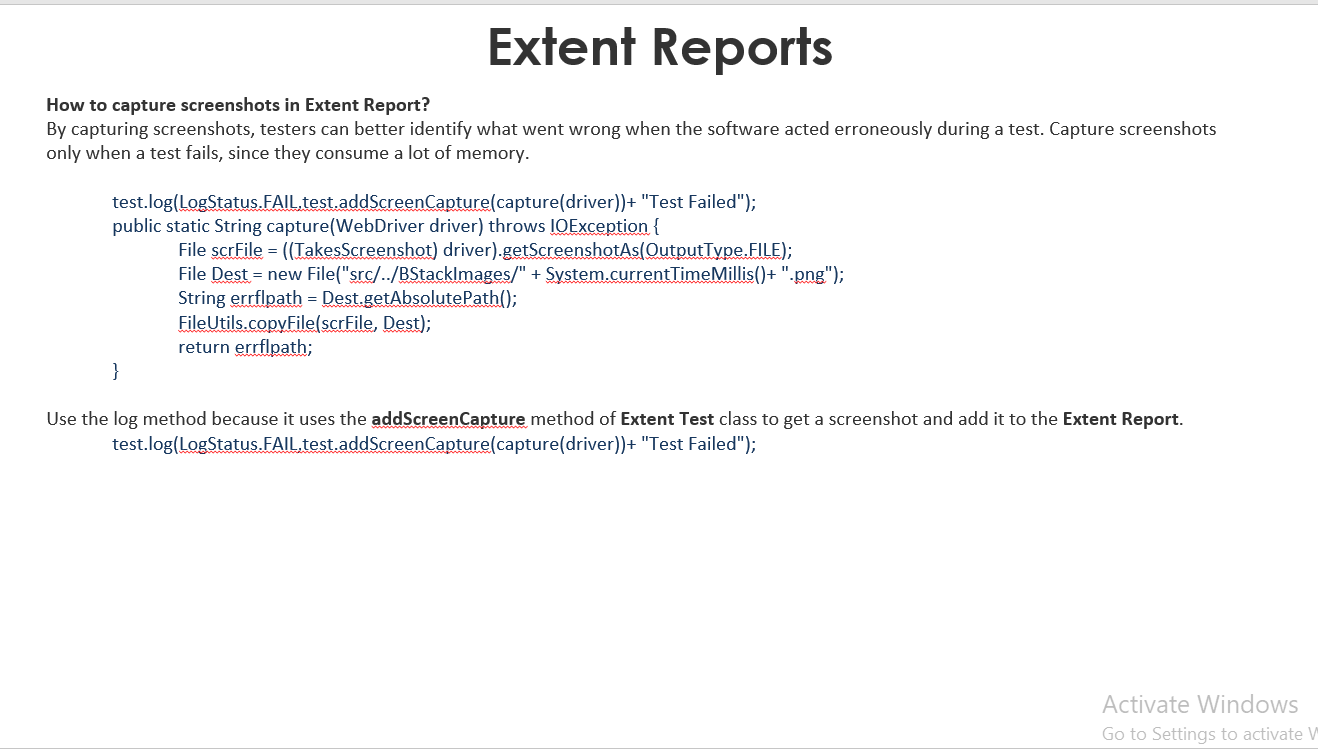 Extent Reports
How to capture screenshots in Extent Report?
By capturing screenshots, testers can better identify what went wrong when the software acted erroneously during a test. Capture screenshots
only when a test fails, since they consume a lot of memory.
test.log(LogStatus.FAIL,test.addScreenCapture(capture(driver))+ "Test Failed");
public static String capture(WebDriver driver) throws IOException {
File scrFile = ((TakesScreenshot) driver).getScreenshotAs(OutputType.FILE);
File Dest = new File("src/../BStackImages/" + System.currentTimeMillis()+ ".png");
String errflpath = Dest.getAbsolutePath();
FileUtils.copyFile(scrFile, Dest);
return errflpath;
}
Use the log method because it uses the addScreenCapture method of Extent Test class to get a screenshot and add it to the Extent Report.
test.log(LogStatus.FAIL,test.addScreenCapture(capture(driver))+ "Test Failed");
Activate Windows
Go to Settings to activate